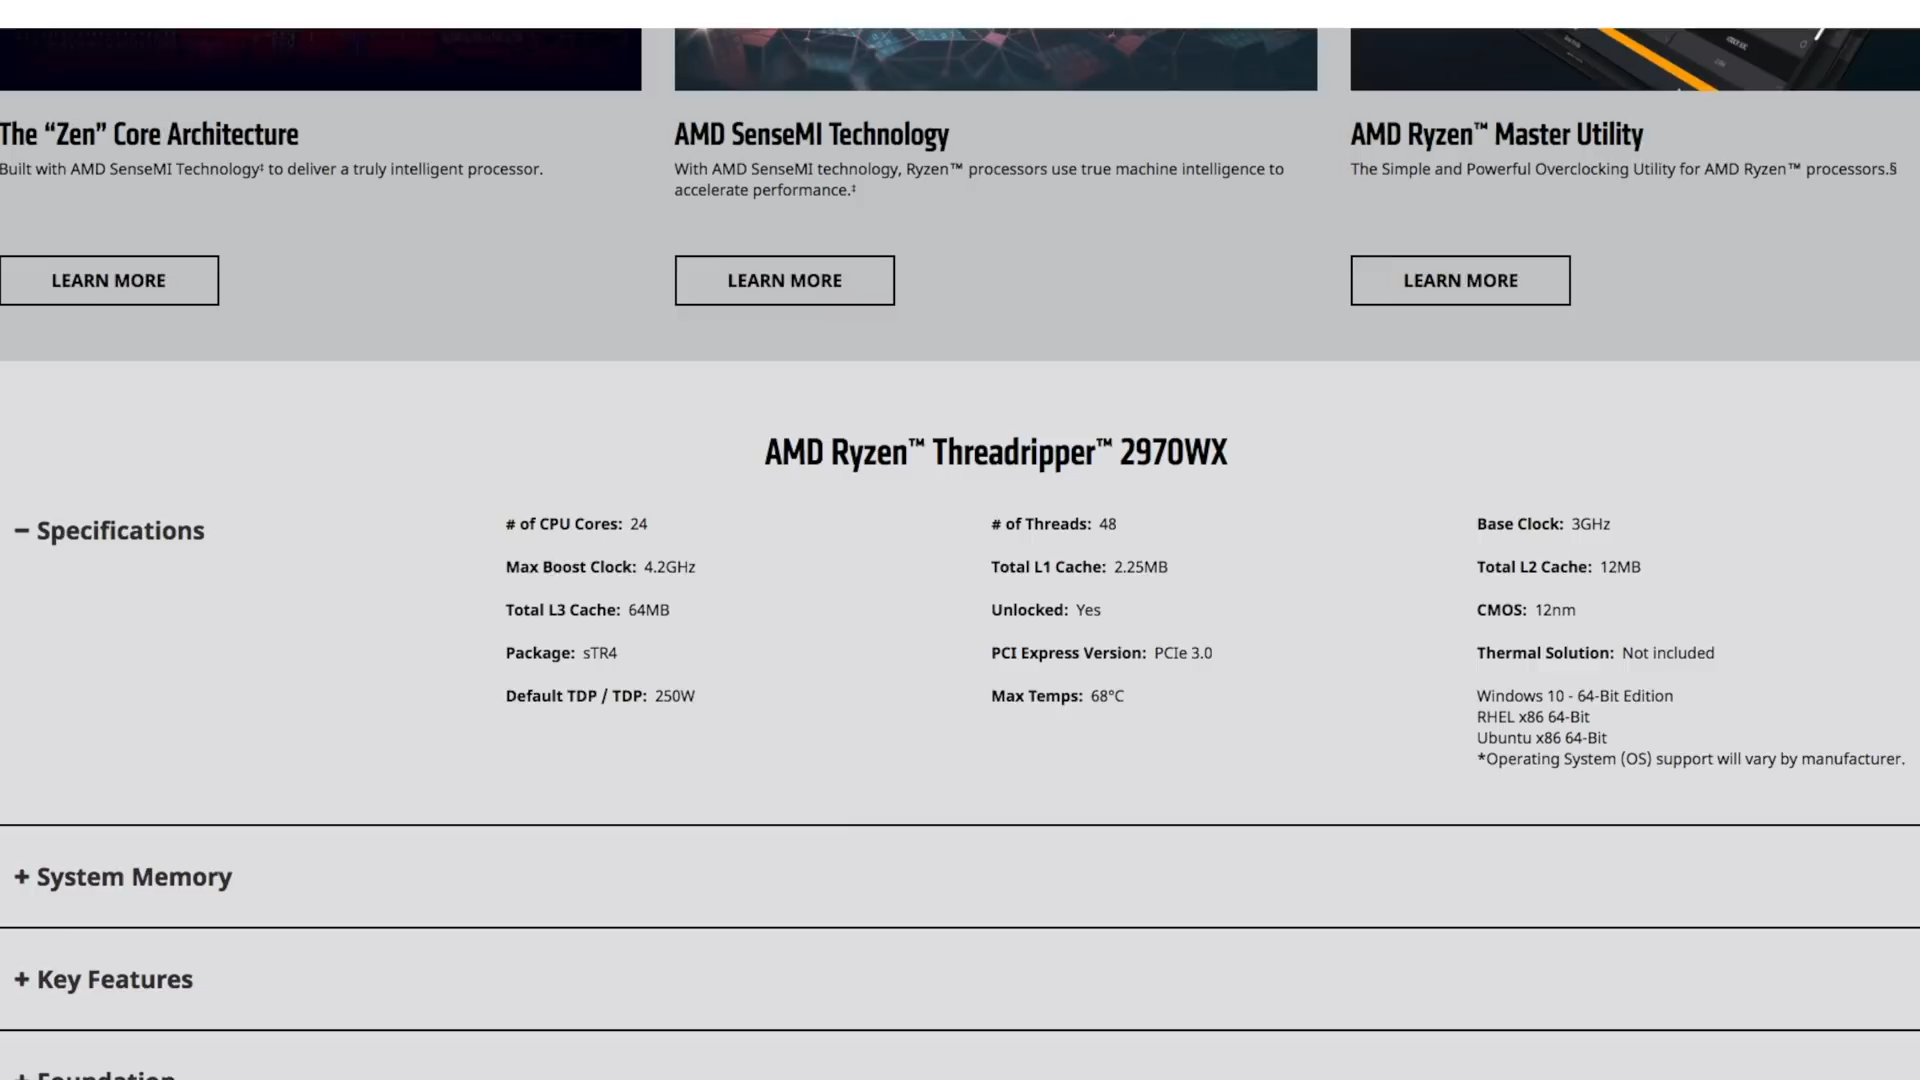 The “Zen” Core Architecture
Built with AMD SenseMI Technology‡ to deliver a truly intelligent processor.
LEARN MORE
AMD SenseMI Technology
With AMD SenseMI technology, Ryzen™ processors use true machine intelligence to
accelerate performance.‡
LEARN MORE
AMD Ryzen™ Master Utility
The Simple and Powerful Overclocking Utility for AMD Ryzen™ processors.§
LEARN MORE
AMD Ryzen™ Threadripper™ 2970WX
− Specifications
# of CPU Cores: 24
# of Threads: 48
Base Clock: 3GHz
Max Boost Clock: 4.2GHz
Total L1 Cache: 2.25MB
Total L2 Cache: 12MB
Total L3 Cache: 64MB
Unlocked: Yes
CMOS: 12nm
Package: sTR4
PCI Express Version: PCIe 3.0
Thermal Solution: Not included
Default TDP / TDP: 250W
Max Temps: 68°C
Windows 10 - 64-Bit Edition
RHEL x86 64-Bit
Ubuntu x86 64-Bit
*Operating System (OS) support will vary by manufacturer.
+ System Memory
+ Key Features
+ Foundation